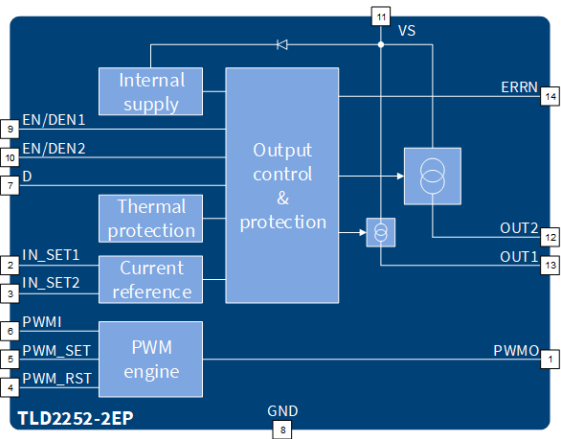 11
VS
Internal
supply
ERRN
14
EN/DEN1
9
EN/DEN2
10
D
7
Output
control
&
protection
Thermal
protection
OUT2
12
IN_SET1
2
OUT1
13
IN_SET2
3
Current
reference
PWMI
6
PWM_SET
5
PWM_RST
4
PWM
engine
PWMO
1
TLD2252-2EP
GND
8